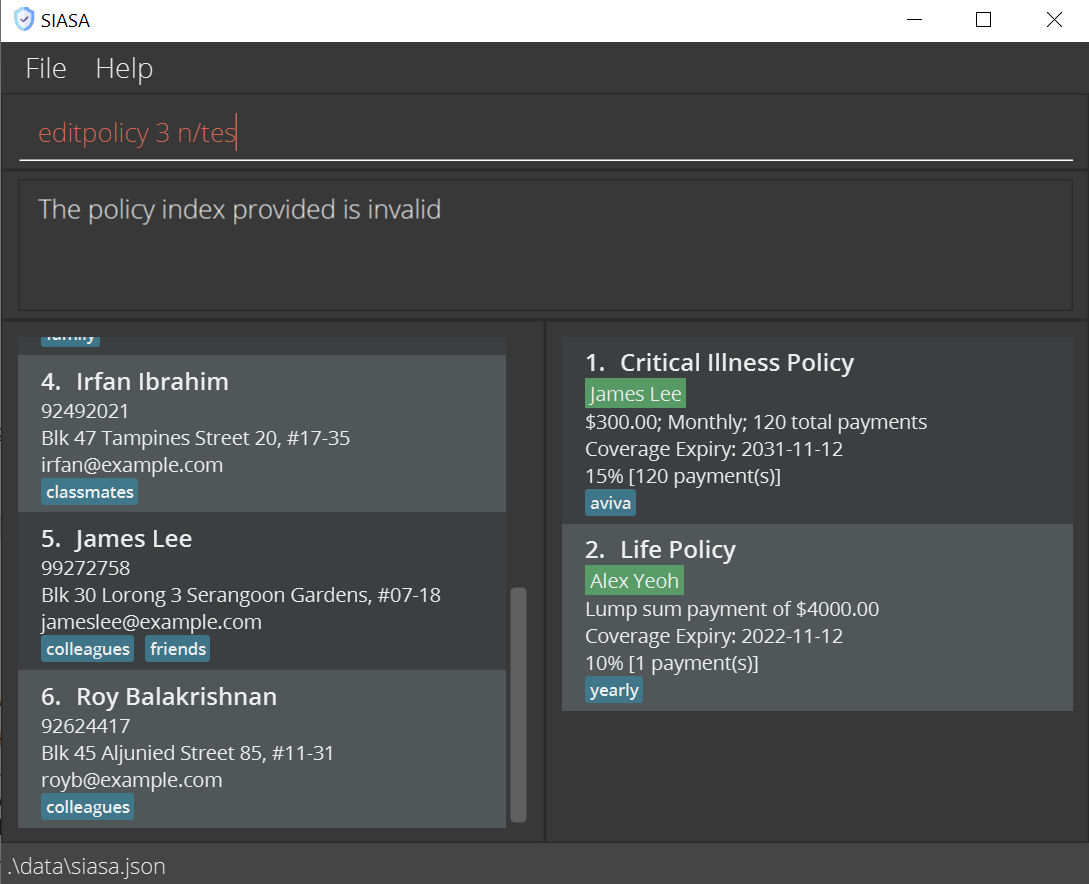 SIASA
File Help
editpolicy 3 n/tes
The policy index provided is invalid
family
4. Irfan Ibrahim
92492021
Blk 47 Tampines Street 20, #17-35
irfan@example.com
classmates
5. James Lee
99272758
Blk 30 Lorong 3 Serangoon Gardens, #07-18
jameslee@example.com
colleagues friends
6. Roy Balakrishnan
92624417
Blk 45 Aljunied Street 85, #11-31
royb@example.com
colleagues
1. Critical Illness Policy
James Lee
$300.00; Monthly; 120 total payments
Coverage Expiry: 2031-11-12
15% [120 payment(s)]
aviva
2. Life Policy
Alex Yeoh
Lump sum payment of $4000.00
Coverage Expiry: 2022-11-12
10% [1 payment(s)]
yearly
.\data\siasa.json